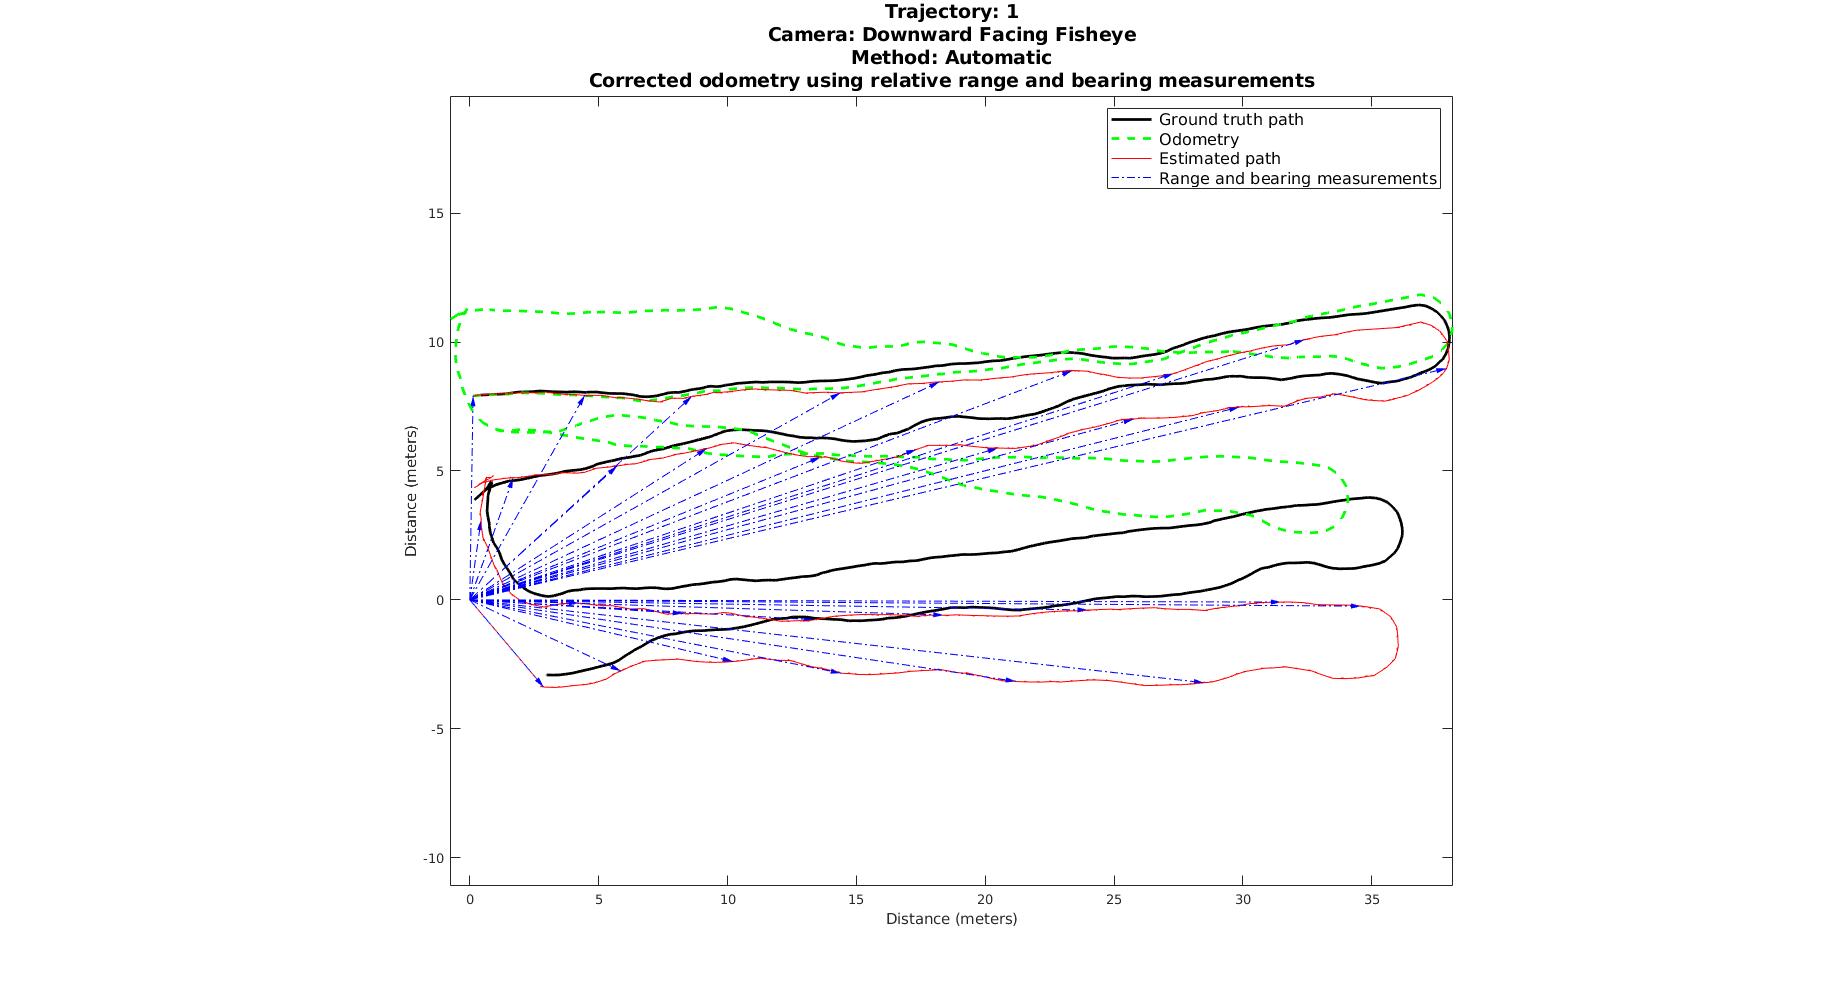 Trajectory: 1
Camera: Downward Facing Fisheye
Method: Automatic
Corrected odometry using relative range and bearing measurements
Ground truth path
Odometry
Estimated path
Range and bearing measurements
15
10
5
0
-5
-10
Distance (meters)
0 5 10 15 20 25 30 35
Distance (meters)